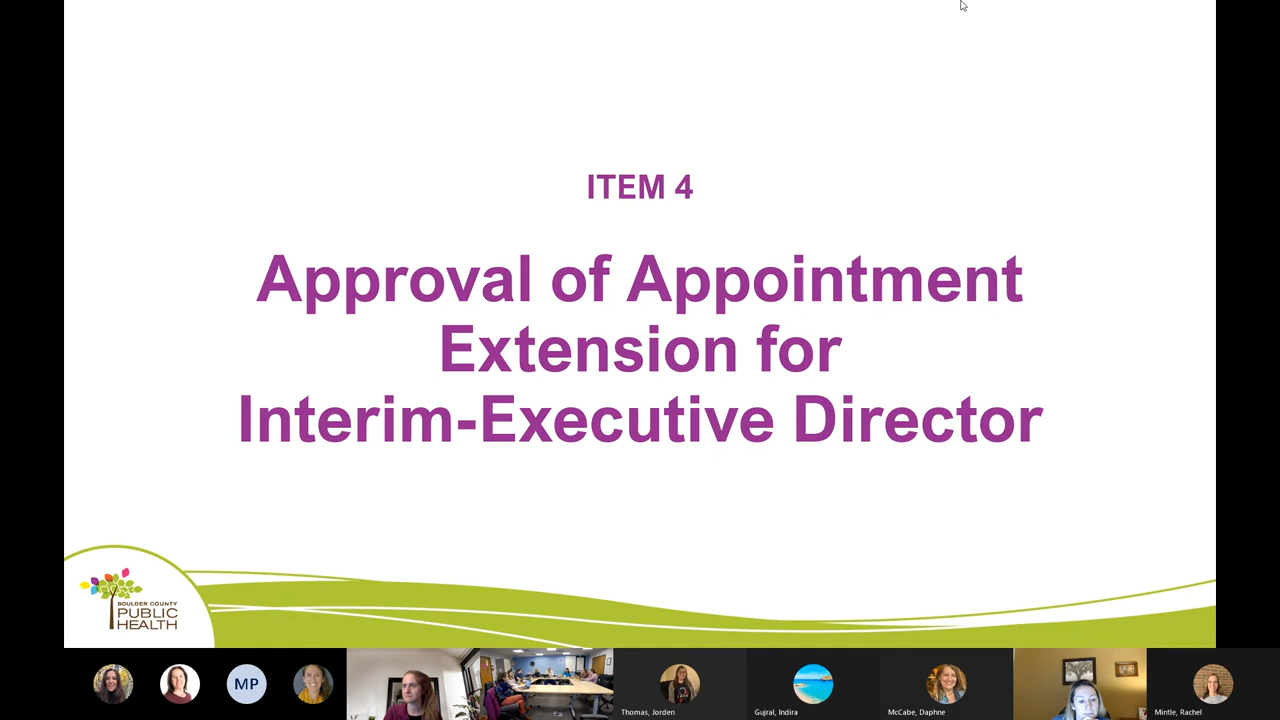 ITEM 4
Approval of Appointment
Extension for
Interim-Executive Director
BOULDER COUNTY
PUBLIC
HEALTH
MP
Thomas, Jorden
Gujral, Indira
McCabe, Daphne
Mintle, Rachel